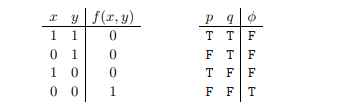 x y f(x, y) p q ϕ
1 1 0 T T F
0 1 0 F T F
1 0 0 T F F
0 0 1 F F T